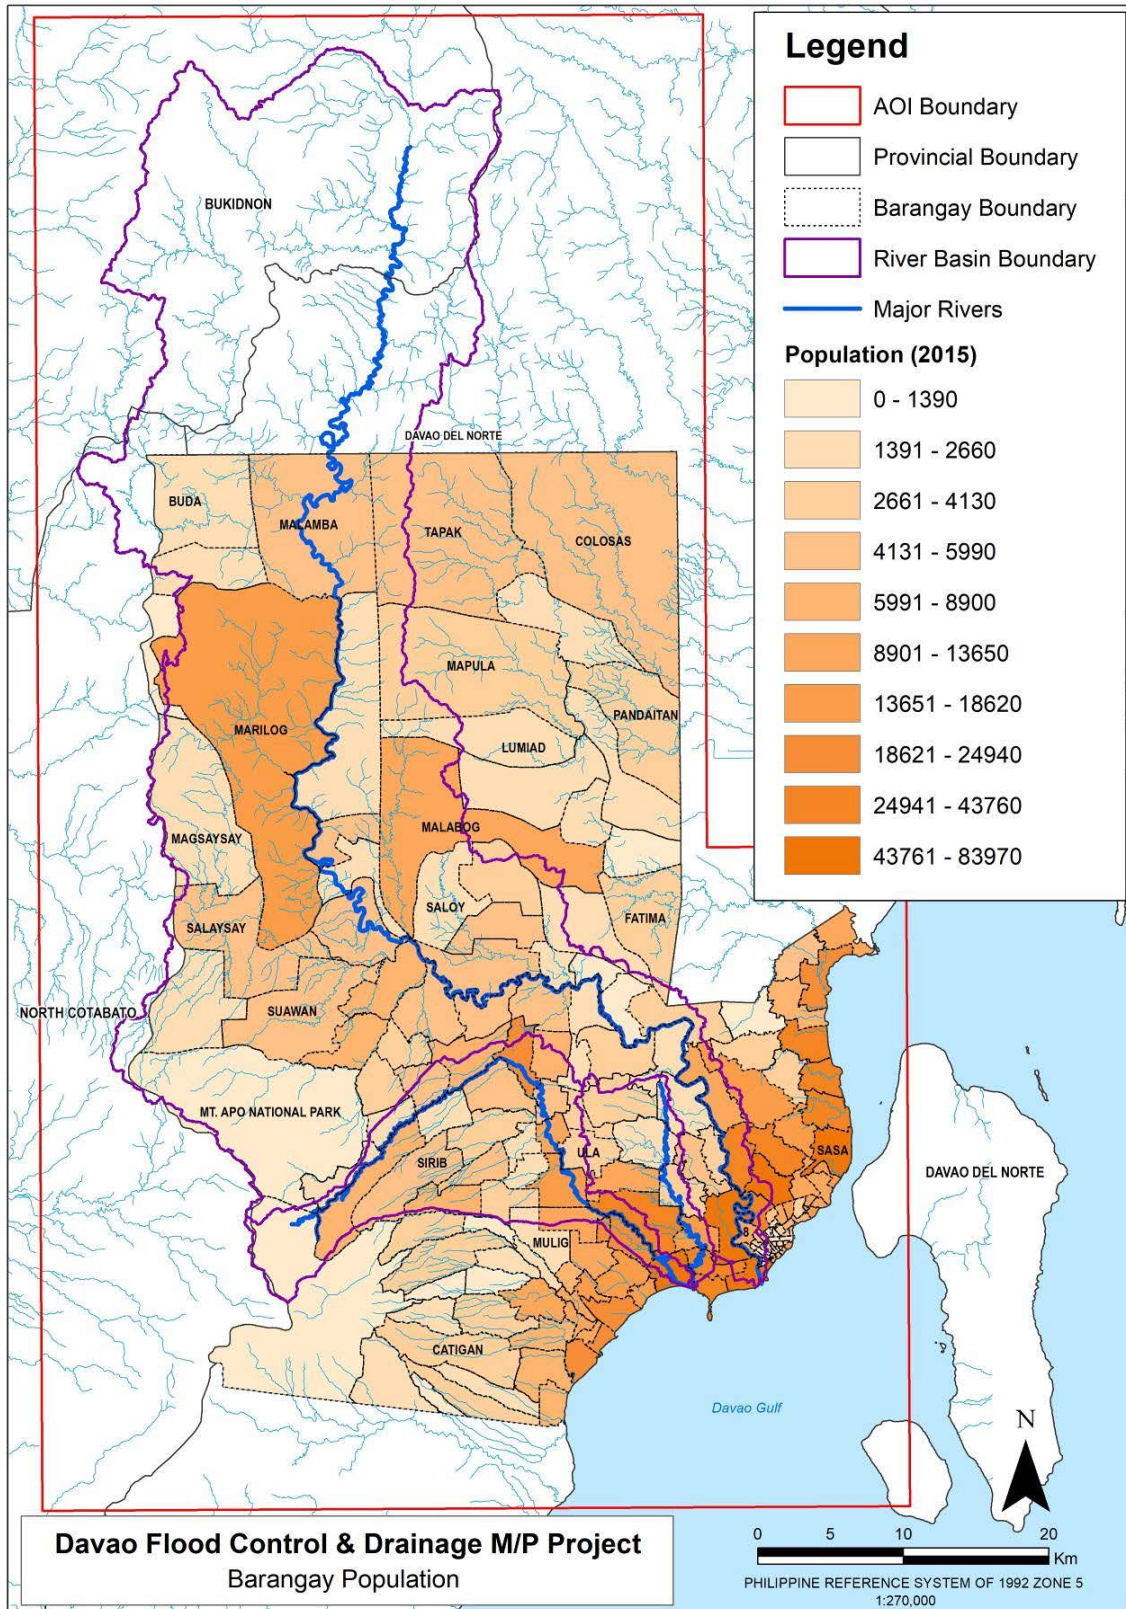 Legend
AOI Boundary
Provincial Boundary
Barangay Boundary
River Basin Boundary
Major Rivers
Population (2015)
0 - 1390
1391 - 2660
2661 - 4130
4131 - 5990
5991 - 8900
8901 - 13650
13651 - 18620
18621 - 24940
24941 - 43760
43761 - 83970
BUKIDNON
DAVAO DEL NORTE
BUDA
MALAMBA
TAPAK
COLOSAS
MAPULA
PANDAITAN
MARILOG
LUMIAD
MALABOG
MAGSAYSAY
SALOY
FATIMA
SALAYSAY
NORTH COTABATO
SUAWAN
MT. APO NATIONAL PARK
SIRIB
ULA
SASA
DAVAO DEL NORTE
8
MULIG
CATIGAN
Davao Gulf
N
Davao Flood Control & Drainage M/P Project
Barangay Population
0 5 10 20
Km
PHILIPPINE REFERENCE SYSTEM OF 1992 ZONE 5
1:270,000